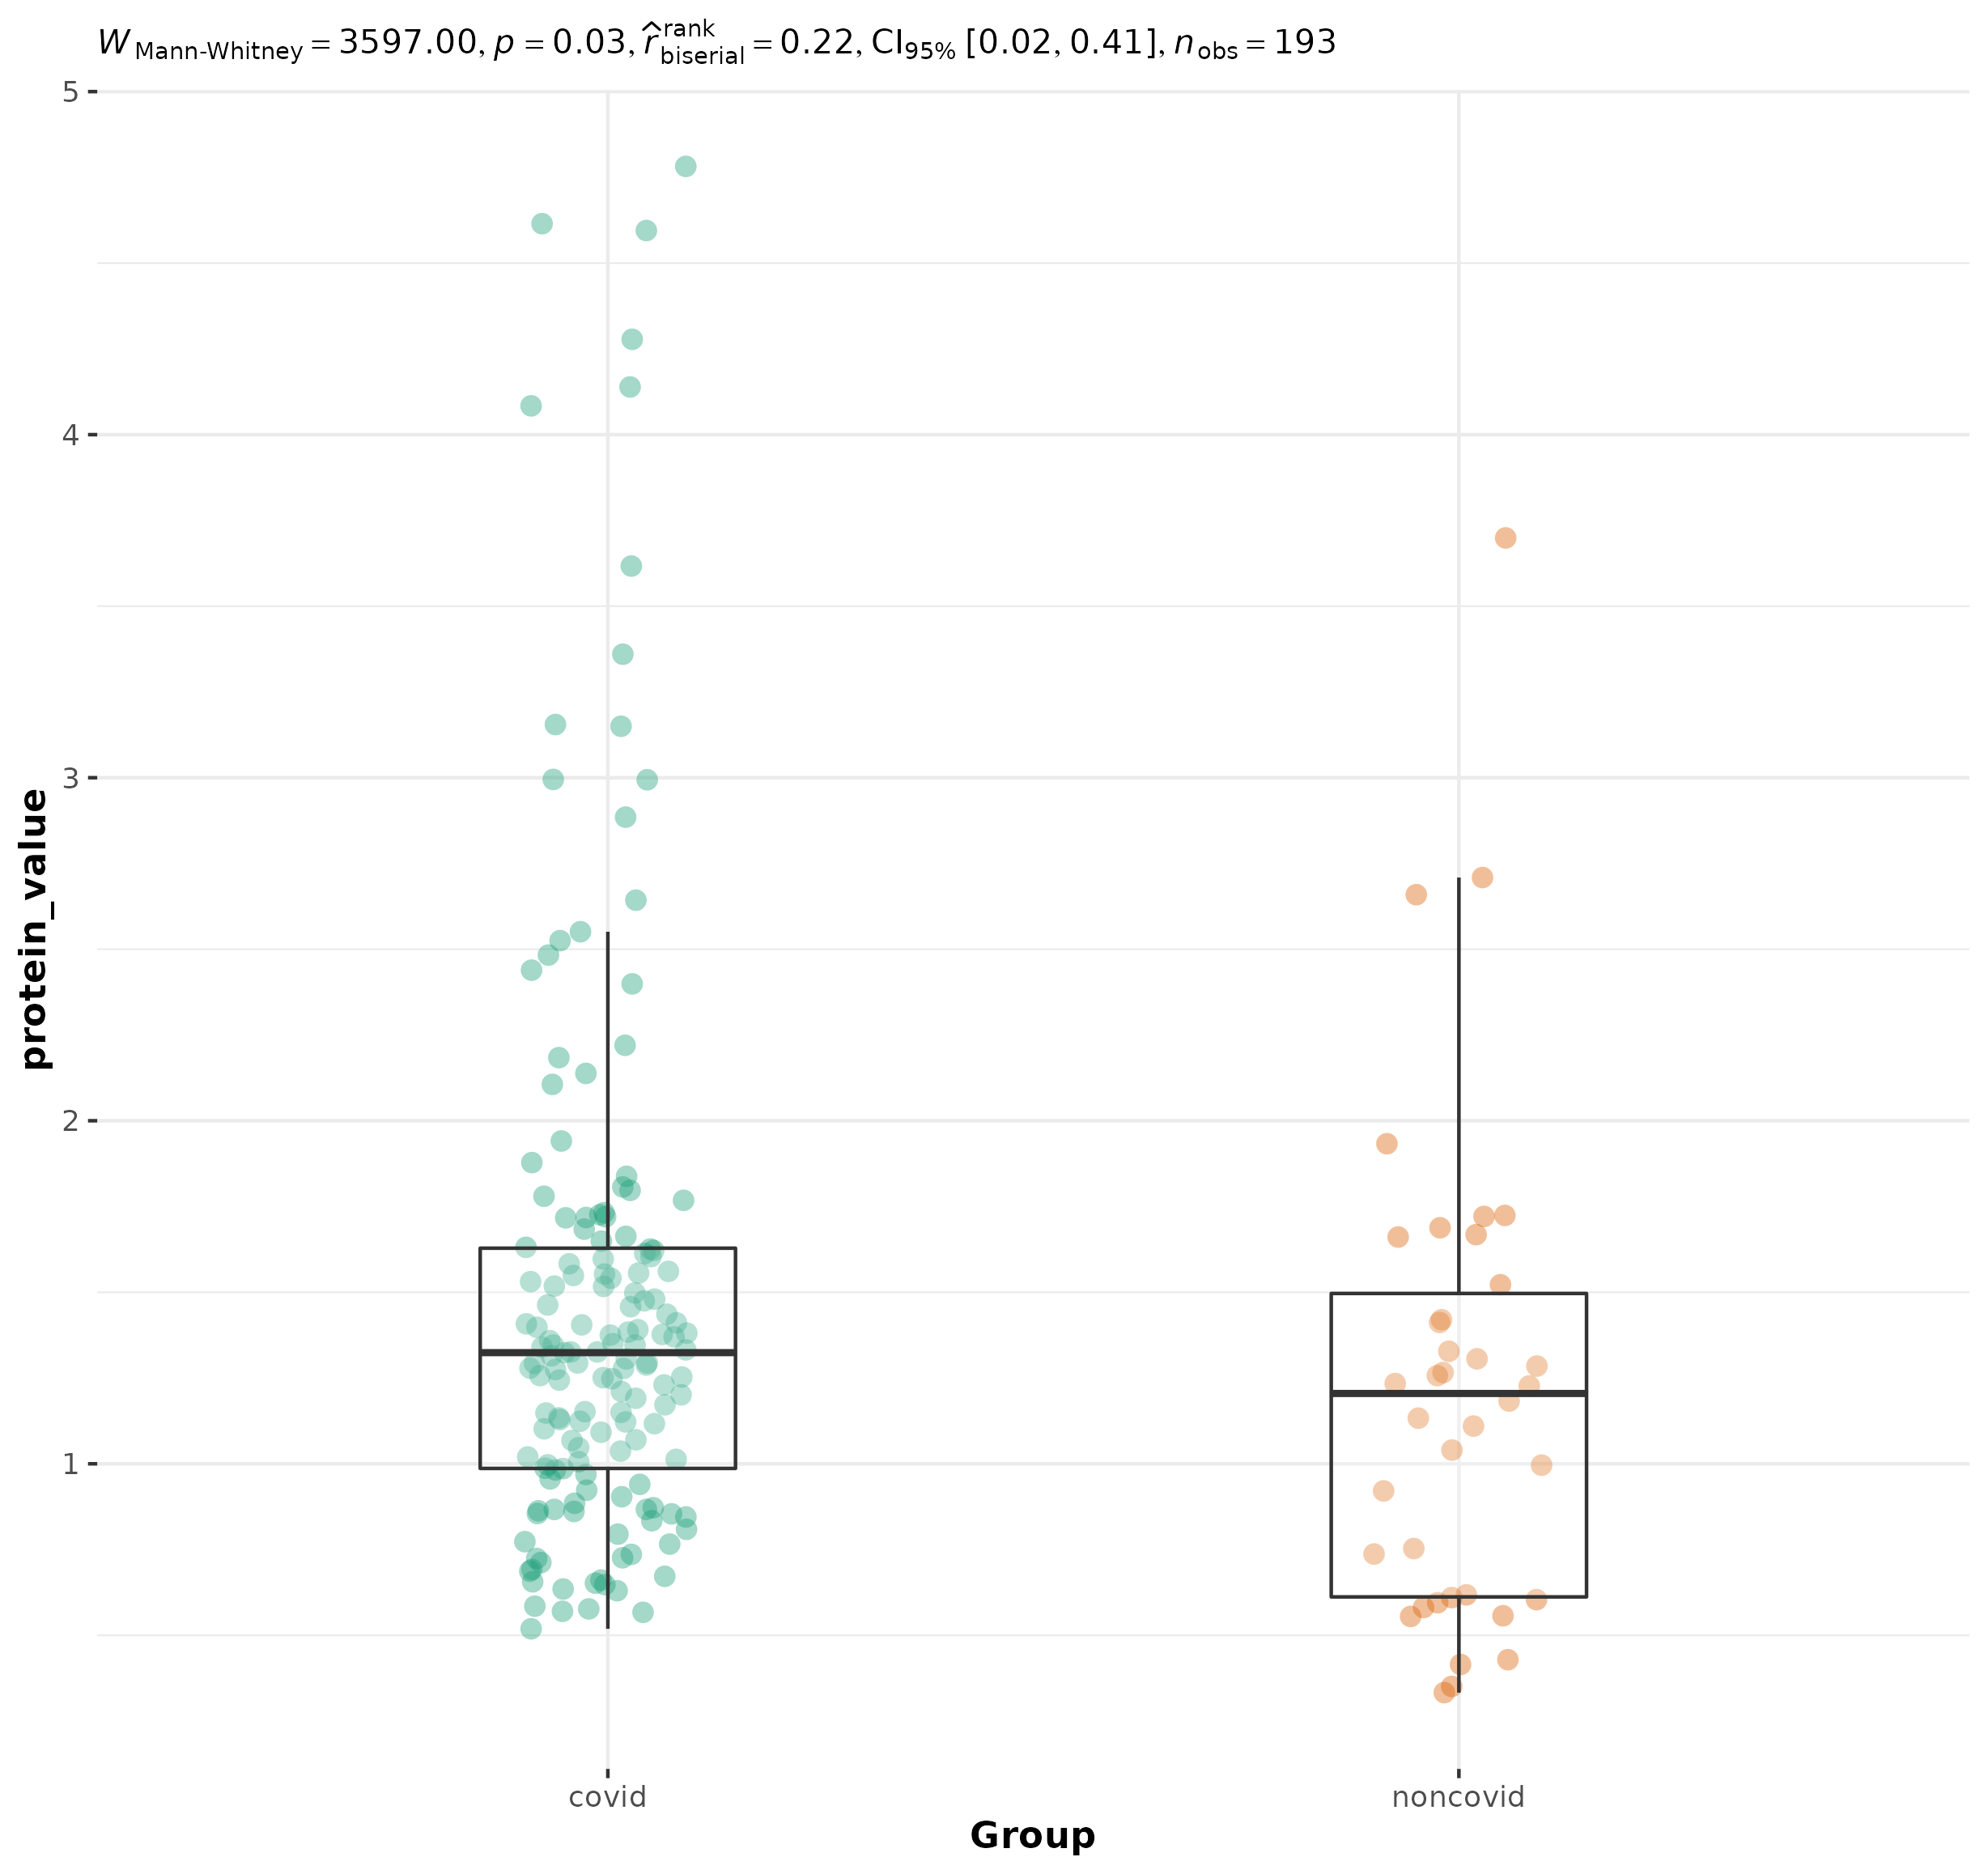 W Mann-Whitney = 3597.00, p = 0.03, r̂ rank biserial = 0.22, CI95% [0.02, 0.41], n obs = 193
5
4
3
2
1
protein_value
covid noncovid
Group